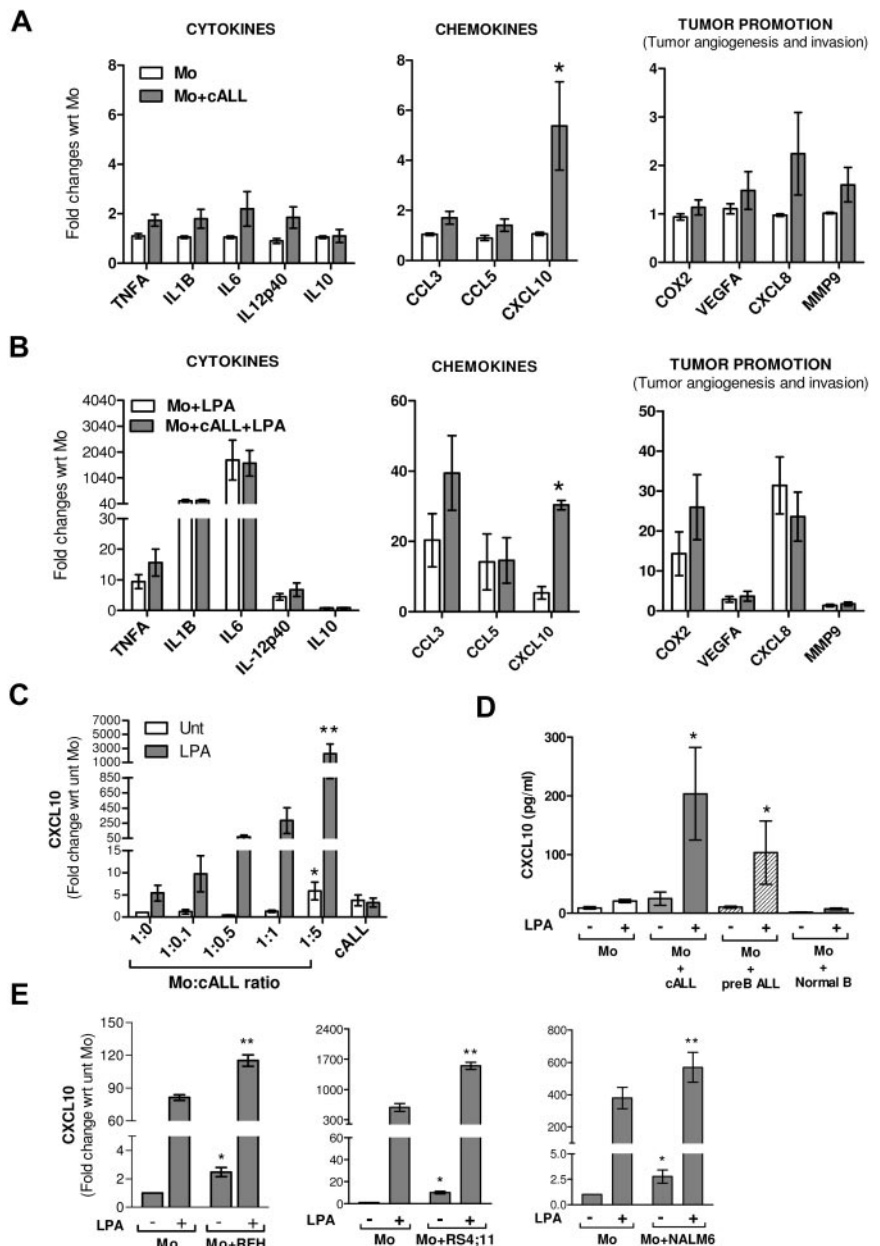 A
CYTOKINES
Fold changes wrt Mo
8
6
4
2
0
Mo
Mo+cALL
TNFA
IL1B
IL6
IL12p40
IL10
CHEMOKINES
8
6
4
2
0
*
CCL3
CCL5
CXCL10
TUMOR PROMOTION
(Tumor angiogenesis and invasion)
4
3
2
1
0
COX2
VEGFA
CXCL8
MMP9
B
CYTOKINES
Fold changes wrt Mo
4040
3040
2040
1040
40
30
20
10
0
Mo+LPA
Mo+cALL+LPA
TNFA
IL1B
IL6
IL-12p40
IL10
CHEMOKINES
60
40
20
0
*
CCL3
CCL5
CXCL10
TUMOR PROMOTION
(Tumor angiogenesis and invasion)
50
40
30
20
10
0
COX2
VEGFA
CXCL8
MMP9
C
CXCL10
(Fold change wrt unt Mo)
7000
5000
3000
1000
850
650
450
250
50
15
10
5
0
Unt
LPA
*
**
1:0
1:0.1
1:0.5
1:1
1:5
cALL
Mo:cALL ratio
D
CXCL10 (pg/ml)
300
200
100
0
*
*
LPA - + - + - + - +
Mo Mo Mo Mo
+ + +
cALL preB ALL Normal B
E
CXCL10
(Fold change wrt unt Mo)
150
120
90
60
4
2
0
*
**
LPA - + - +
Mo Mo+REH
2400
1700
1000
300
60
40
20
0
*
**
LPA - + - +
Mo Mo+RS4;11
800
600
400
200
5.0
2.5
0.0
*
**
LPA - + - +
Mo Mo+NALM6